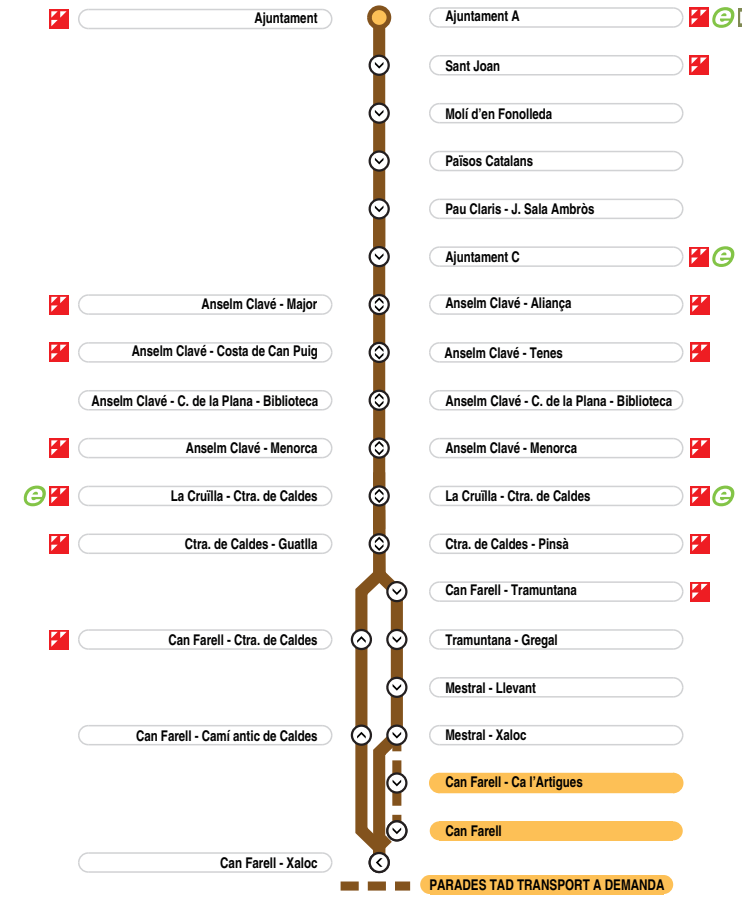 Ajuntament
Ajuntament A
Sant Joan
Molí d'en Fonolleda
Països Catalans
Pau Claris - J. Sala Ambròs
Ajuntament C
Anselm Clavé - Major
Anselm Clavé - Aliança
Anselm Clavé - Costa de Can Puig
Anselm Clavé - Tenes
Anselm Clavé - C. de la Plana - Biblioteca
Anselm Clavé - C. de la Plana - Biblioteca
Anselm Clavé - Menorca
Anselm Clavé - Menorca
La Cruïlla - Ctra. de Caldes
La Cruïlla - Ctra. de Caldes
Ctra. de Caldes - Guatlla
Ctra. de Caldes - Pinsà
Can Farell - Tramuntana
Can Farell - Ctra. de Caldes
Tramuntana - Gregal
Mestral - Llevant
Can Farell - Camí antic de Caldes
Mestral - Xaloc
Can Farell - Ca l'Artigues
Can Farell
Can Farell - Xaloc
PARADES TAD TRANSPORT A DEMANDA